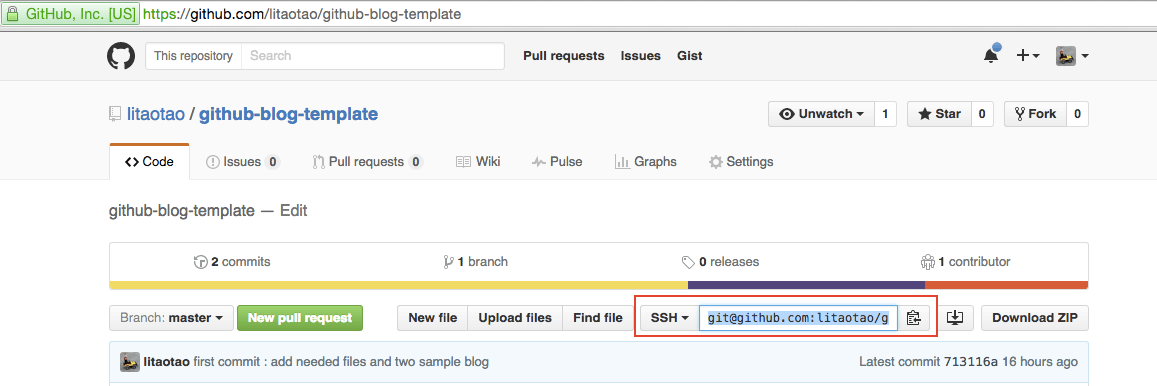 GitHub, Inc. [US] https://github.com/litaotao/github-blog-template
This repository Search Pull requests Issues Gist
litaotao / github-blog-template Unwatch 1 Star 0 Fork 0
Code Issues 0 Pull requests 0 Wiki Pulse Graphs Settings
github-blog-template — Edit
2 commits 1 branch 0 releases 1 contributor
Branch: master New pull request New file Upload files Find file SSH git@github.com:litaotao/g Download ZIP
litaotao first commit : add needed files and two sample blog Latest commit 713116a 16 hours ago